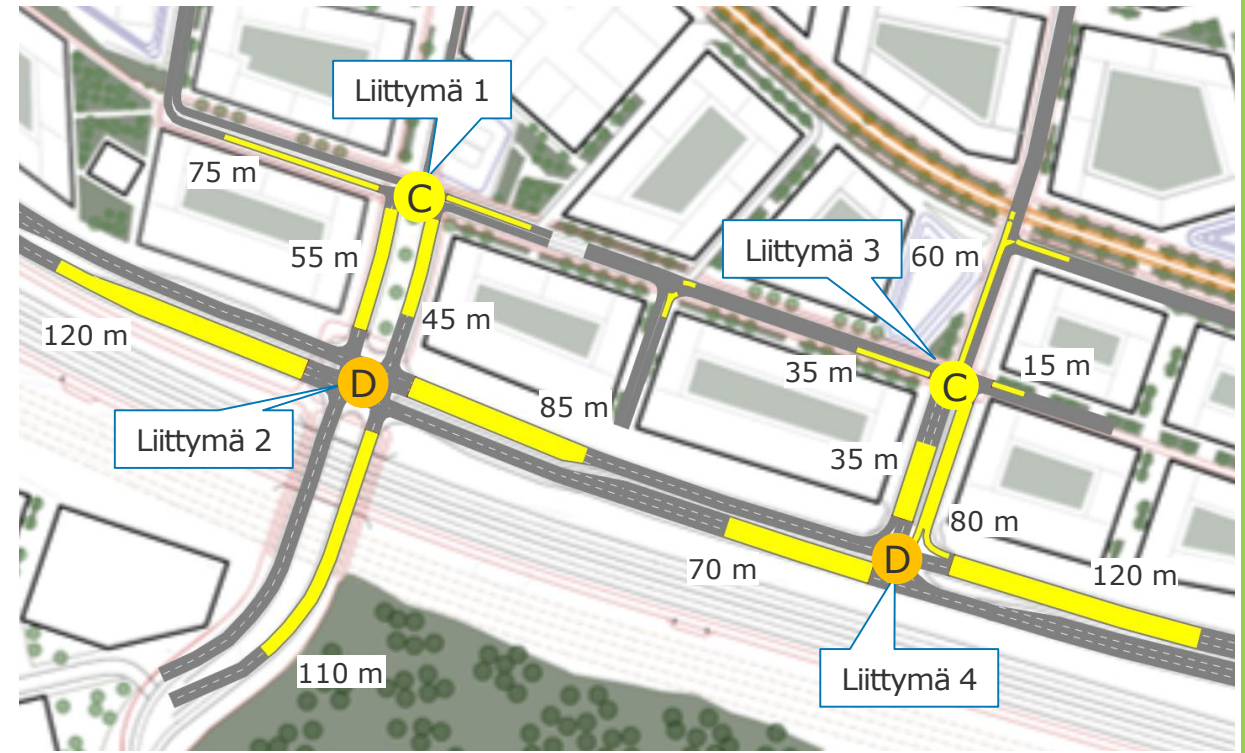 Liittymä 1
75 m
C
55 m
45 m
120 m
D
Liittymä 2
85 m
110 m
Liittymä 3
60 m
35 m
C
15 m
35 m
80 m
70 m
D
120 m
Liittymä 4